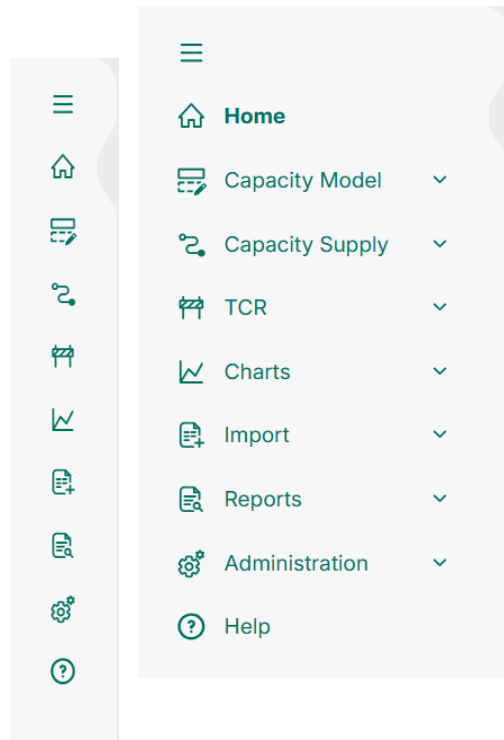 Home
Capacity Model
Capacity Supply
TCR
Charts
Import
Reports
Administration
Help